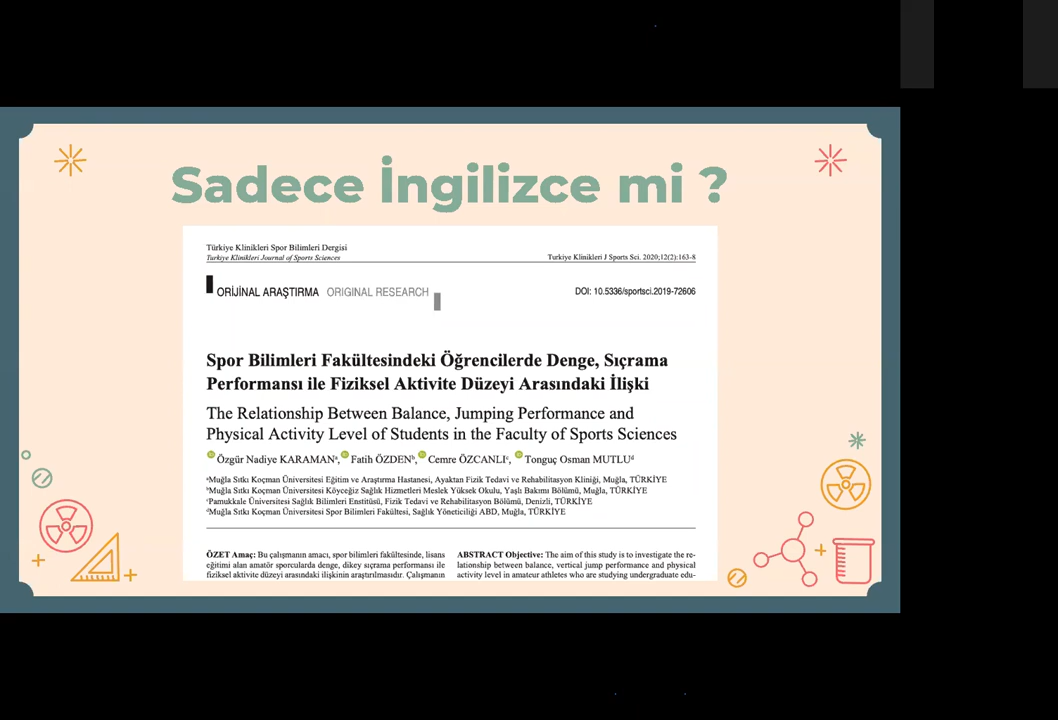 Sadece İngilizce mi ?
Türkiye Klinikleri Spor Bilimleri Dergisi
Turkiye Klinikleri Journal of Sports Sciences
Turkiye Klinikleri J Sports Sci. 2020;12(2):163-8
ORİJİNAL ARAŞTIRMA ORIGINAL RESEARCH
DOI: 10.5336/sportsci.2019-72606
Spor Bilimleri Fakültesindeki Öğrencilerde Denge, Sıçrama
Performansı ile Fiziksel Aktivite Düzeyi Arasındaki İlişki
The Relationship Between Balance, Jumping Performance and
Physical Activity Level of Students in the Faculty of Sports Sciences
Özgür Nadiye KARAMANᵃ, Fatih ÖZDENᵇ, Cemre ÖZCANLIᶜ, Tonguç Osman MUTLUᵈ
ᵃMuğla Sıtkı Koçman Üniversitesi Eğitim ve Araştırma Hastanesi, Ayaktan Fizik Tedavi ve Rehabilitasyon Kliniği, Muğla, TÜRKİYE
ᵇMuğla Sıtkı Koçman Üniversitesi Köyceğiz Sağlık Hizmetleri Meslek Yüksek Okulu, Yaşlı Bakımı Bölümü, Muğla, TÜRKİYE
ᶜPamukkale Üniversitesi Sağlık Bilimleri Enstitüsü, Fizik Tedavi ve Rehabilitasyon Bölümü, Denizli, TÜRKİYE
ᵈMuğla Sıtkı Koçman Üniversitesi Spor Bilimleri Fakültesi, Sağlık Yöneticiliği ABD, Muğla, TÜRKİYE
ÖZET Amaç: Bu çalışmanın amacı, spor bilimleri fakültesinde, lisans
eğitimi alan amatör sporcularda denge, dikey sıçrama performansı ile
fiziksel aktivite düzeyi arasındaki ilişkinin araştırılmasıdır. Çalışmanın
ABSTRACT Objective: The aim of this study is to investigate the re-
lationship between balance, vertical jump performance and physical
activity level in amateur athletes who are studying undergraduate edu-